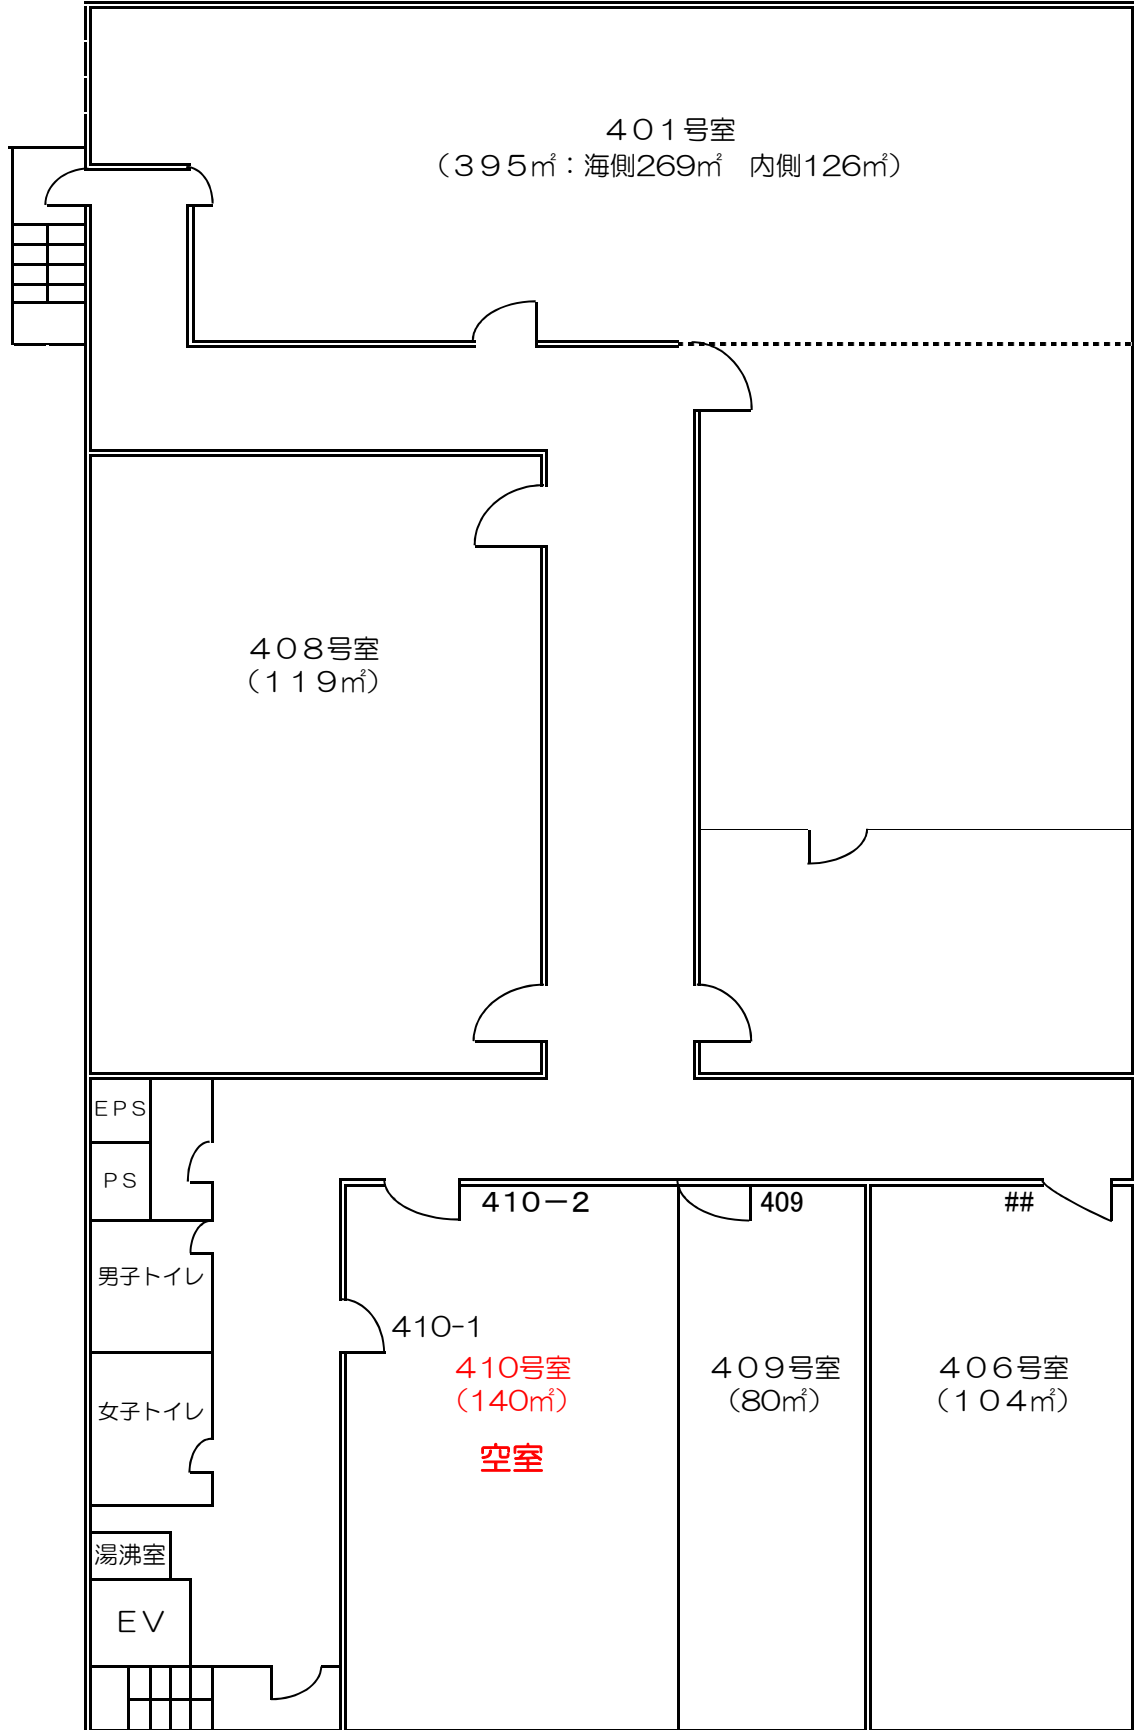 ４０１号室
（３９５㎡：海側269㎡　内側126㎡）
４０８号室
（１１９㎡）
ＥＰＳ
ＰＳ
410－2
409
##
男子トイレ
410-1
410号室
（140㎡）
空室
４０９号室
（80㎡）
４０６号室
（１０４㎡）
女子トイレ
湯沸室
ＥＶ